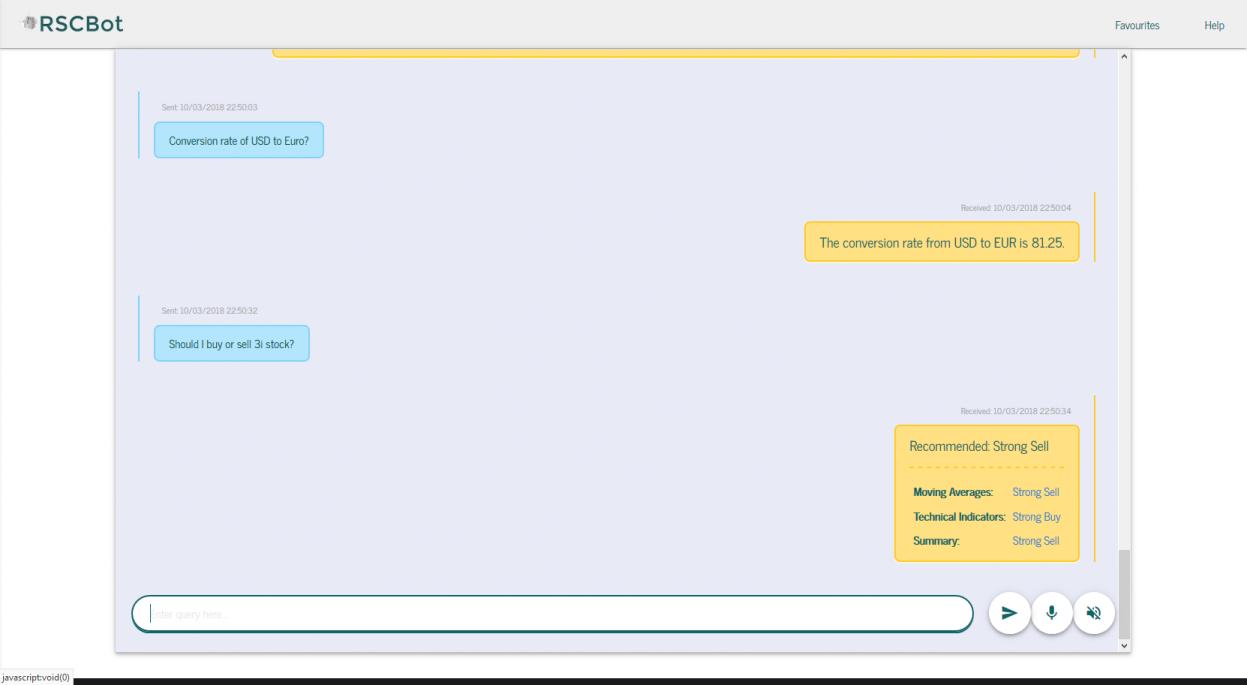 RSCBot
Favourites
Help
Sent: 10/03/2018 22:50:03
Conversion rate of USD to Euro?
Received: 10/03/2018 22:50:04
The conversion rate from USD to EUR is 81.25.
Sent: 10/03/2018 22:50:32
Should I buy or sell 3i stock?
Received: 10/03/2018 22:50:34
Recommended: Strong Sell
Moving Averages: Strong Sell
Technical Indicators: Strong Buy
Summary: Strong Sell
Enter query here...
javascript:void(0)